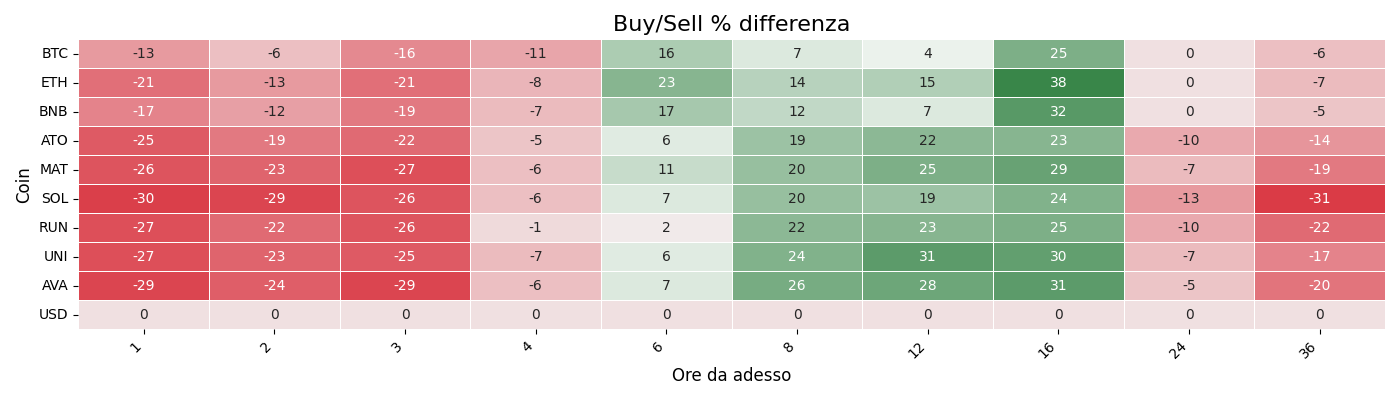 Buy/Sell % differenza
Coin
BTC -13 -6 -16 -11 16 7 4 25 0 -6
ETH -21 -13 -21 -8 23 14 15 38 0 -7
BNB -17 -12 -19 -7 17 12 7 32 0 -5
ATO -25 -19 -22 -5 6 19 22 23 -10 -14
MAT -26 -23 -27 -6 11 20 25 29 -7 -19
SOL -30 -29 -26 -6 7 20 19 24 -13 -31
RUN -27 -22 -26 -1 2 22 23 25 -10 -22
UNI -27 -23 -25 -7 6 24 31 30 -7 -17
AVA -29 -24 -29 -6 7 26 28 31 -5 -20
USD 0 0 0 0 0 0 0 0 0 0
1 2 3 4 6 8 12 16 24 36
Ore da adesso